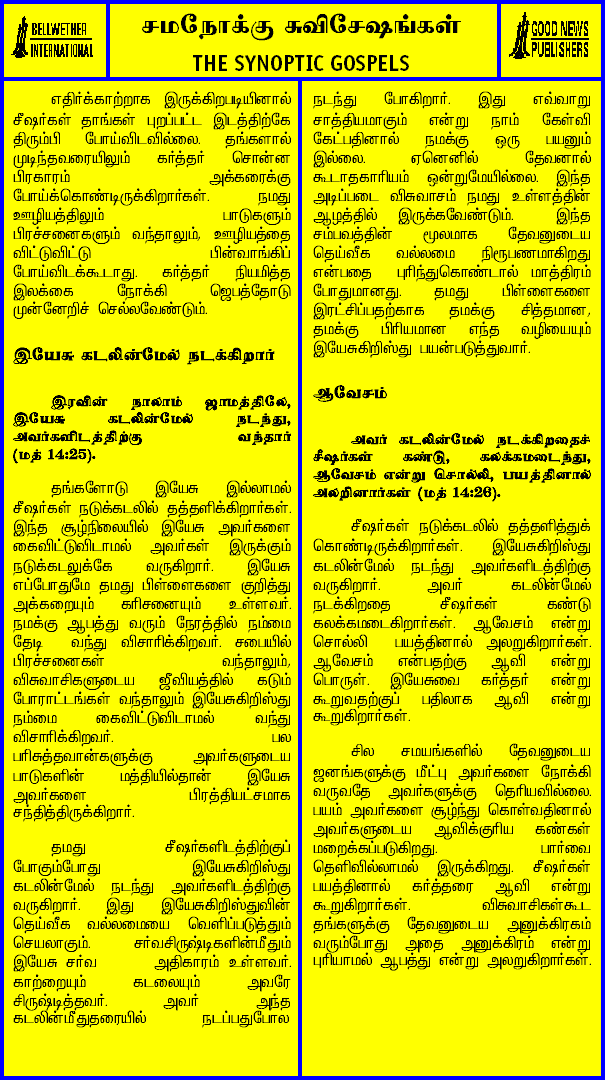 BELLWETHER
INTERNATIONAL
சமநோக்கு சுவிசேஷங்கள்
THE SYNOPTIC GOSPELS
GOOD NEWS
PUBLISHERS
எதிர்க்காற்றாக இருக்கிறபடியினால்
சீஷர்கள் தாங்கள் புறப்பட்ட இடத்திற்கே
திரும்பி போய்விடவில்லை. தங்களால்
முடிந்தவரையிலும் கர்த்தர் சொன்ன
பிரகாரம் அக்கரைக்கு
போய்க்கொண்டிருக்கிறார்கள். நமது
ஊழியத்திலும் பாடுகளும்
பிரச்சனைகளும் வந்தாலும், ஊழியத்தை
விட்டுவிட்டு பின்வாங்கிப்
போய்விடக்கூடாது. கர்த்தர் நியமித்த
இலக்கை நோக்கி ஜெபத்தோடு
முன்னேறிச் செல்லவேண்டும்.
இயேசு கடலின்மேல் நடக்கிறார்
இரவின் நாலாம் ஜாமத்திலே,
இயேசு கடலின்மேல் நடந்து,
அவர்களிடத்திற்கு வந்தார்
(மத் 14:25).
தங்களோடு இயேசு இல்லாமல்
சீஷர்கள் நடுக்கடலில் தத்தளிக்கிறார்கள்.
இந்த சூழ்நிலையில் இயேசு அவர்களை
கைவிட்டுவிடாமல் அவர்கள் இருக்கும்
நடுக்கடலுக்கே வருகிறார். இயேசு
எப்போதுமே தமது பிள்ளைகளை குறித்து
அக்கறையும் கரிசனையும் உள்ளவர்.
நமக்கு ஆபத்து வரும் நேரத்தில் நம்மை
தேடி வந்து விசாரிக்கிறவர். சபையில்
பிரச்சனைகள் வந்தாலும்,
விசுவாசிகளுடைய ஜீவியத்தில் கடும்
போராட்டங்கள் வந்தாலும் இயேசுகிறிஸ்து
நம்மை கைவிட்டுவிடாமல் வந்து
விசாரிக்கிறவர். பல
பரிசுத்தவான்களுக்கு அவர்களுடைய
பாடுகளின் மத்தியில்தான் இயேசு
அவர்களை பிரத்தியட்சமாக
சந்தித்திருக்கிறார்.
தமது சீஷர்களிடத்திற்குப்
போகும்போது இயேசுகிறிஸ்து
கடலின்மேல் நடந்து அவர்களிடத்திற்கு
வருகிறார். இது இயேசுகிறிஸ்துவின்
தெய்வீக வல்லமையை வெளிப்படுத்தும்
செயலாகும். சர்வசிருஷ்டிகளின்மீதும்
இயேசு சர்வ அதிகாரம் உள்ளவர்.
காற்றையும் கடலையும் அவரே
சிருஷ்டித்தவர். அவர் அந்த
கடலின்மீதுதரையில் நடப்பதுபோல
நடந்து போகிறார். இது எவ்வாறு
சாத்தியமாகும் என்று நாம் கேள்வி
கேட்பதினால் நமக்கு ஒரு பயனும்
இல்லை. ஏனெனில் தேவனால்
கூடாதகாரியம் ஒன்றுமேயில்லை. இந்த
அடிப்படை விசுவாசம் நமது உள்ளத்தின்
ஆழத்தில் இருக்கவேண்டும். இந்த
சம்பவத்தின் மூலமாக தேவனுடைய
தெய்வீக வல்லமை நிரூபணமாகிறது
என்பதை புரிந்துகொண்டால் மாத்திரம்
போதுமானது. தமது பிள்ளைகளை
இரட்சிப்பதற்காக தமக்கு சித்தமான,
தமக்கு பிரியமான எந்த வழியையும்
இயேசுகிறிஸ்து பயன்படுத்துவார்.
ஆவேசம்
அவர் கடலின்மேல் நடக்கிறதைச்
சீஷர்கள் கண்டு, கலக்கமடைந்து,
ஆவேசம் என்று சொல்லி, பயத்தினால்
அலறினார்கள் (மத் 14:26).
சீஷர்கள் நடுக்கடலில் தத்தளித்துக்
கொண்டிருக்கிறார்கள். இயேசுகிறிஸ்து
கடலின்மேல் நடந்து அவர்களிடத்திற்கு
வருகிறார். அவர் கடலின்மேல்
நடக்கிறதை சீஷர்கள் கண்டு
கலக்கமடைகிறார்கள். ஆவேசம் என்று
சொல்லி பயத்தினால் அலறுகிறார்கள்.
ஆவேசம் என்பதற்கு ஆவி என்று
பொருள். இயேசுவை கர்த்தர் என்று
கூறுவதற்குப் பதிலாக ஆவி என்று
கூறுகிறார்கள்.
சில சமயங்களில் தேவனுடைய
ஜனங்களுக்கு மீட்பு அவர்களை நோக்கி
வருவதே அவர்களுக்கு தெரியவில்லை.
பயம் அவர்களை சூழ்ந்து கொள்வதினால்
அவர்களுடைய ஆவிக்குரிய கண்கள்
மறைக்கப்படுகிறது. பார்வை
தெளிவில்லாமல் இருக்கிறது. சீஷர்கள்
பயத்தினால் கர்த்தரை ஆவி என்று
கூறுகிறார்கள். விசுவாசிகள்கூட
தங்களுக்கு தேவனுடைய அனுக்கிரகம்
வரும்போது அதை அனுக்கிரம் என்று
புரியாமல் ஆபத்து என்று அலறுகிறார்கள்.